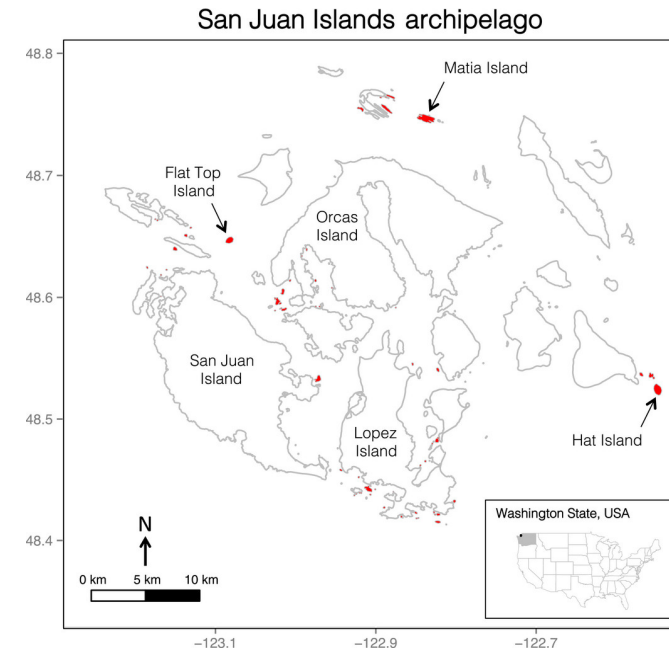 San Juan Islands archipelago
48.8
48.7
48.6
48.5
48.4
Matia Island
Flat Top
Island
Orcas
Island
San Juan
Island
Lopez
Island
Hat Island
N
0 km 5 km 10 km
Washington State, USA
−123.1 −122.9 −122.7